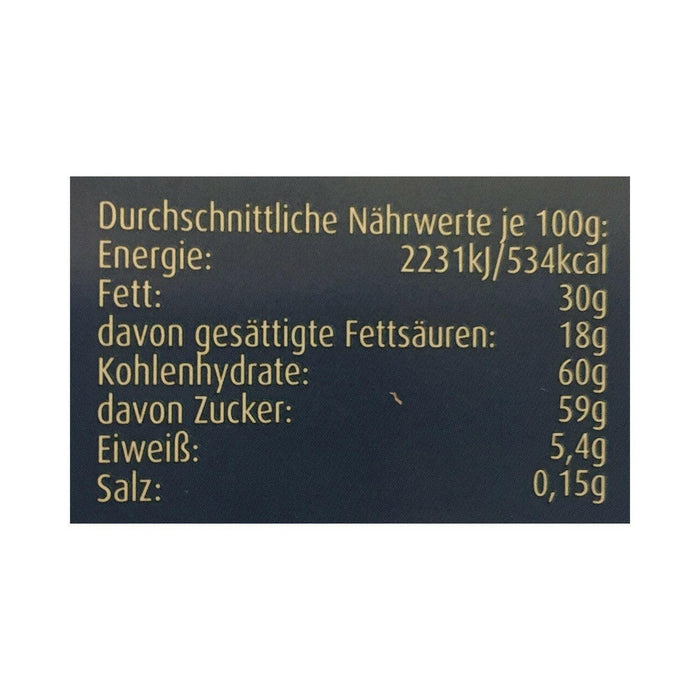 Durchschnittliche Nährwerte je 100g:
Energie: 2231kJ/534kcal
Fett: 30g
davon gesättigte Fettsäuren: 18g
Kohlenhydrate: 60g
davon Zucker: 59g
Eiweiß: 5,4g
Salz: 0,15g